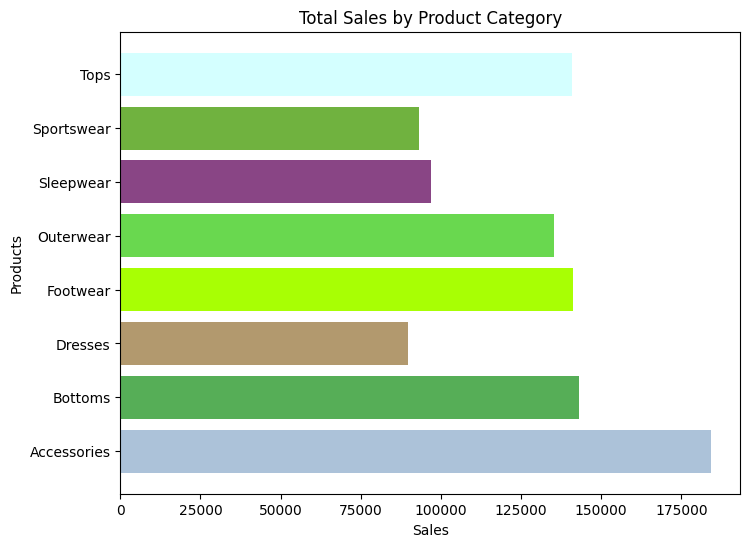 Total Sales by Product Category
Products
Tops
Sportswear
Sleepwear
Outerwear
Footwear
Dresses
Bottoms
Accessories
0 25000 50000 75000 100000 125000 150000 175000
Sales